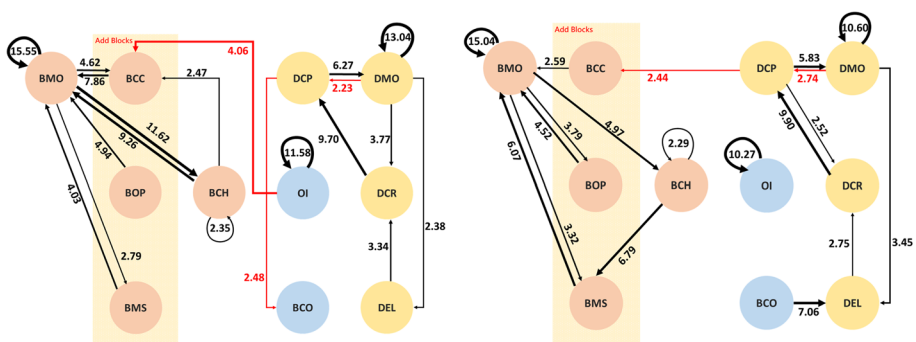 Add Blocks
15.55
BMO
4.62
7.86
BCC
4.06
2.47
DCP
6.27
2.23
DMO
13.04
11.62
9.26
4.94
4.03
BOP
BCH
2.35
2.79
BMS
11.58
OI
9.70
3.77
DCR
2.38
3.34
2.48
BCO
DEL
Add Blocks
15.04
BMO
2.59
BCC
2.44
DCP
5.83
2.74
DMO
10.60
3.79
4.52
4.97
6.07
BOP
2.29
BCH
3.32
6.79
BMS
10.27
OI
9.90
2.52
DCR
2.75
3.45
BCO
7.06
DEL